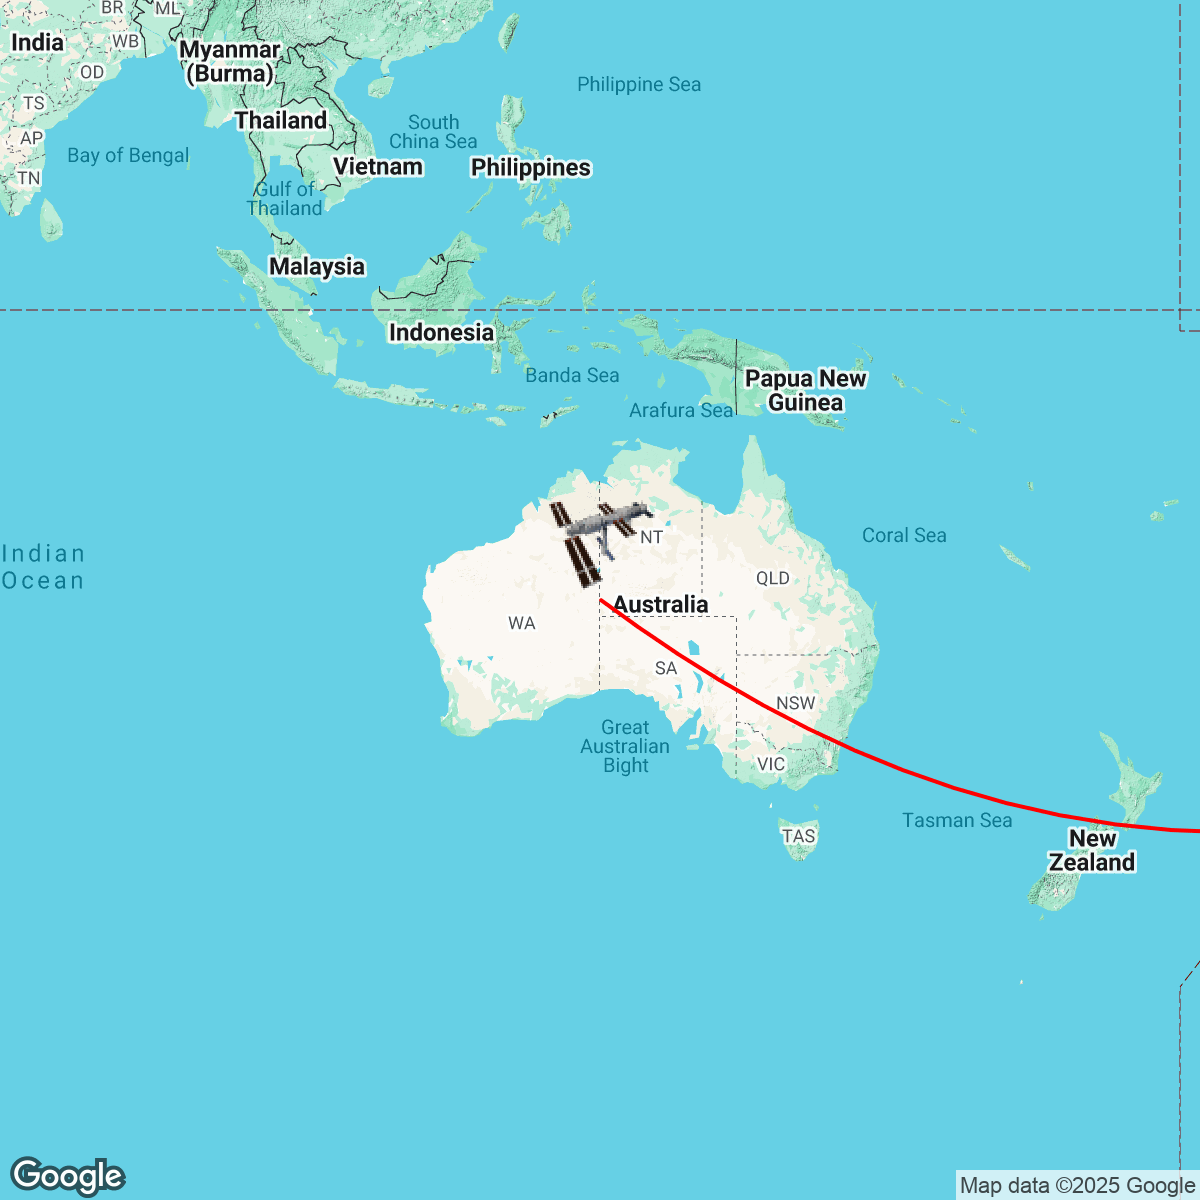 BR
ML
India
WB
Myanmar
(Burma)
OD
Philippine Sea
TS
Thailand
South
China Sea
AP
Bay of Bengal
Vietnam
Philippines
TN
Gulf of
Thailand
Malaysia
Indonesia
Banda Sea
Papua New
Guinea
Arafura Sea
Indian
Ocean
NT
Coral Sea
QLD
Australia
WA
SA
NSW
Great
Australian
Bight
VIC
Tasman Sea
TAS
New
Zealand
Google
Map data ©2025 Google